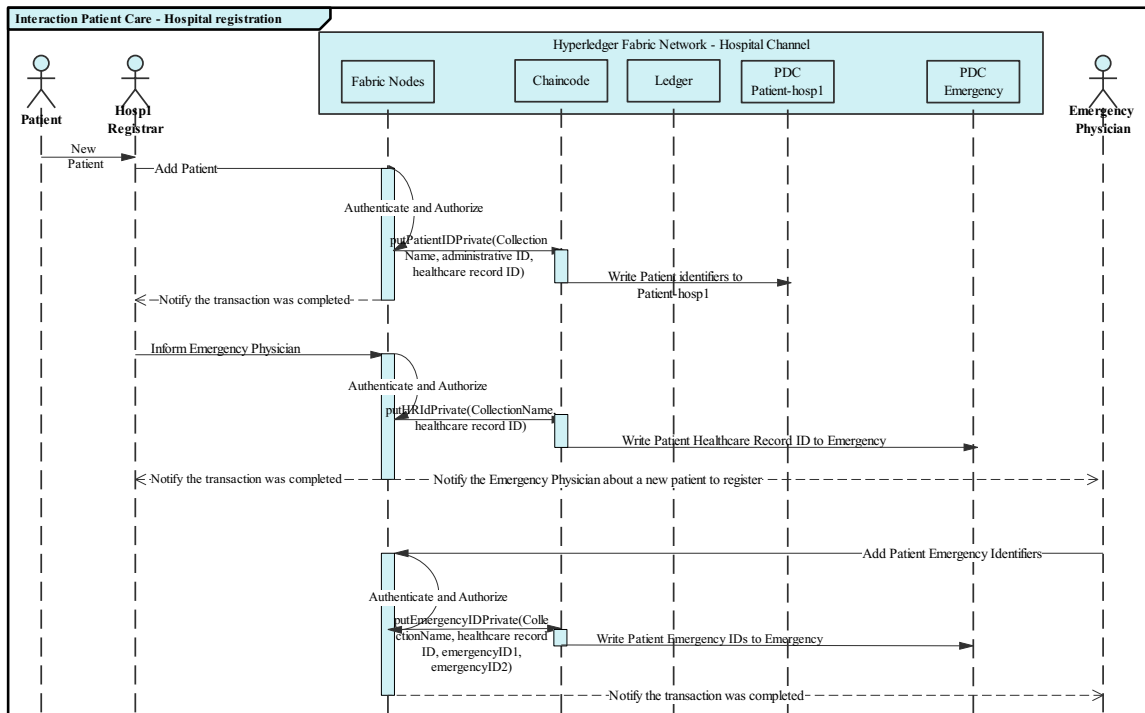 Interaction Patient Care - Hospital registration
Hyperledger Fabric Network - Hospital Channel
Fabric Nodes
Chaincode
Ledger
PDC
Patient-hosp1
PDC
Emergency
Patient
Hosp1
Registrar
Emergency
Physician
New
Patient
Add Patient
Authenticate and Authorize
putPatientIDPrivate(Collection
Name, administrative ID,
healthcare record ID)
Write Patient identifiers to
Patient-hosp1
Notify the transaction was completed
Inform Emergency Physician
Authenticate and Authorize
putHRIdPrivate(CollectionName,
healthcare record ID)
Write Patient Healthcare Record ID to Emergency
Notify the transaction was completed
Notify the Emergency Physician about a new patient to register
Add Patient Emergency Identifiers
Authenticate and Authorize
putEmergencyIDPrivate(Colle
ctionName, healthcare record
ID, emergencyID1,
emergencyID2)
Write Patient Emergency IDs to Emergency
Notify the transaction was completed